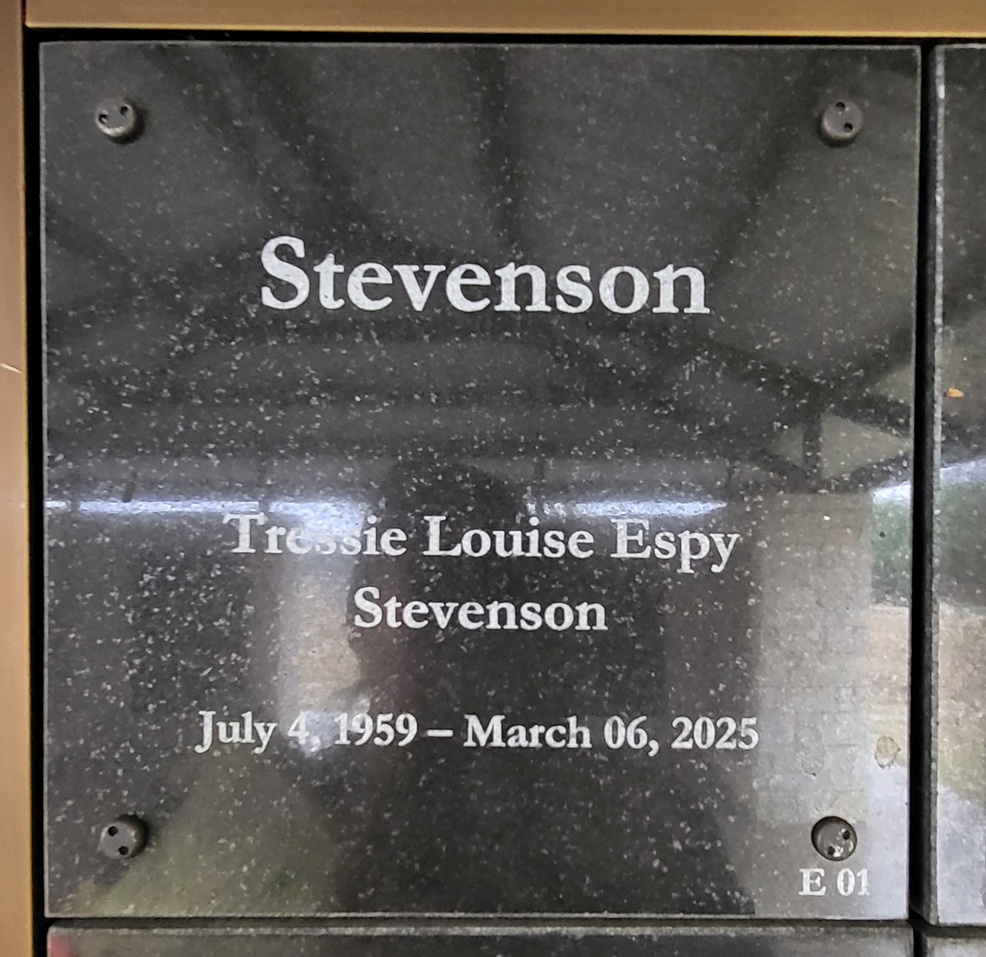 Stevenson
Tressie Louise Espy
Stevenson
July 4, 1959 – March 06, 2025
E 01